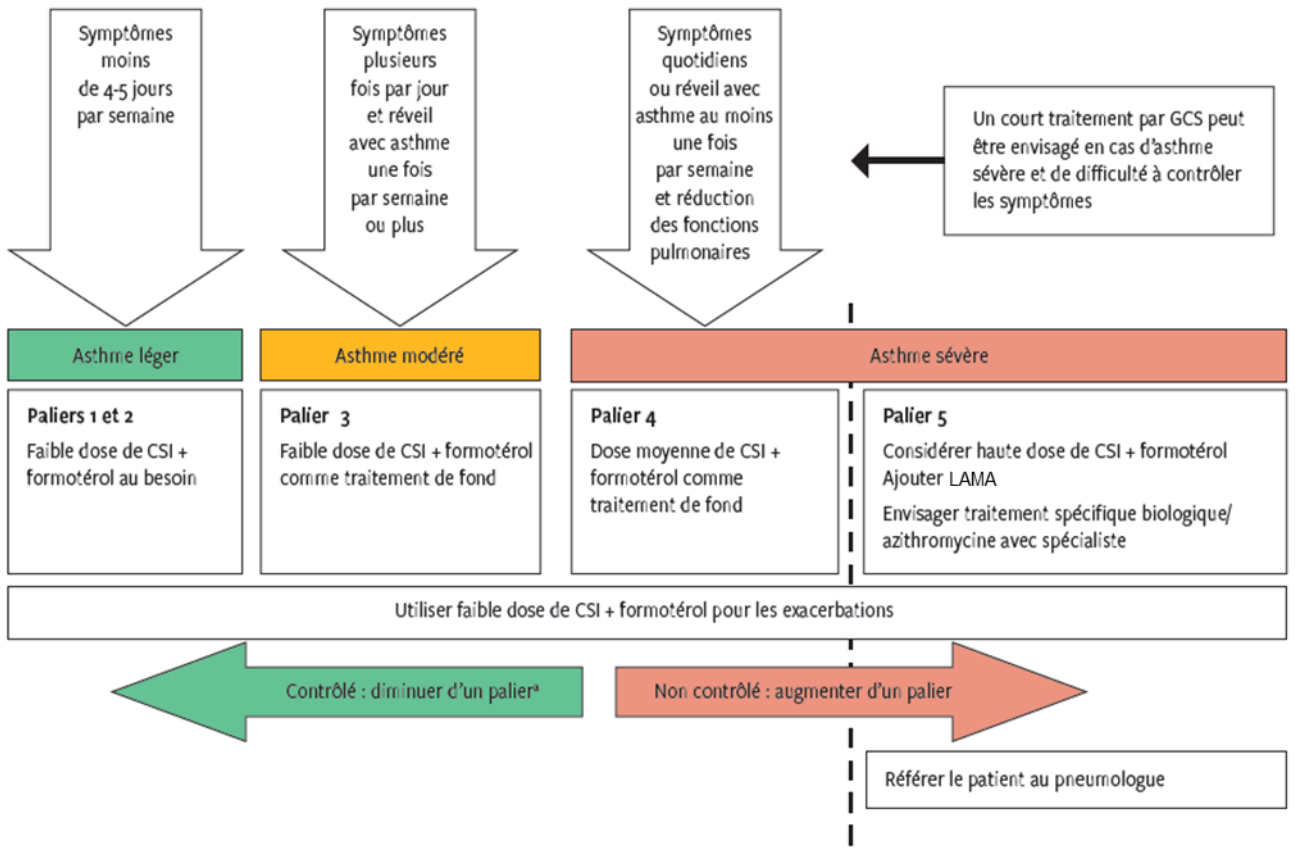 Symptômes
moins
de 4-5 jours
par semaine
Symptômes
plusieurs
fois par jour
et réveil
avec asthme
une fois
par semaine
ou plus
Symptômes
quotidiens
ou réveil avec
asthme au moins
une fois
par semaine
et réduction
des fonctions
pulmonaires
Un court traitement par GCS peut
être envisagé en cas d'asthme
sévère et de difficulté à contrôler
les symptômes
Asthme léger
Asthme modéré
Asthme sévère
Paliers 1 et 2
Faible dose de CSI +
formotérol au besoin
Palier 3
Faible dose de CSI + formotérol
comme traitement de fond
Palier 4
Dose moyenne de CSI +
formotérol comme
traitement de fond
Palier 5
Considérer haute dose de CSI + formotérol
Ajouter LAMA
Envisager traitement spécifique biologique/
azithromycine avec spécialiste
Utiliser faible dose de CSI + formotérol pour les exacerbations
Contrôlé : diminuer d'un palierª
Non contrôlé : augmenter d'un palier
Référer le patient au pneumologue